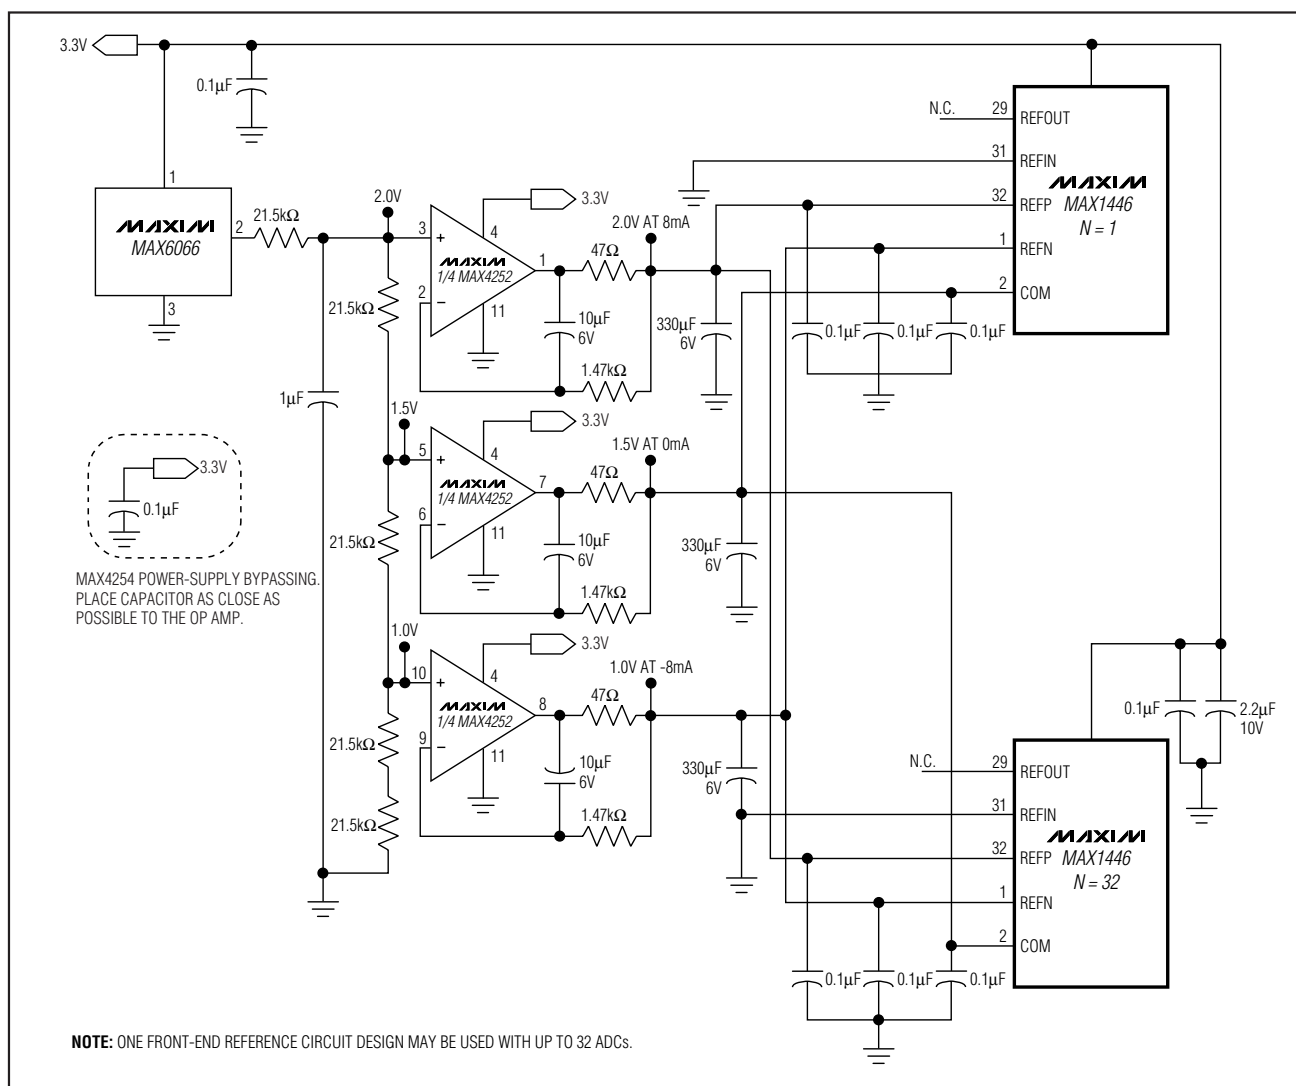 3.3V
0.1µF
N.C.
29
REFOUT
31
REFIN
MAXIM
32
REFP
MAX1446
N = 1
1
REFN
2
COM
1
MAXIM
MAX6066
2
3
21.5kΩ
2.0V
3
+
4
3.3V
MAXIM
1/4 MAX4252
2
−
11
1
47Ω
2.0V AT 8mA
10µF
6V
1.47kΩ
330µF
6V
0.1µF
0.1µF
0.1µF
21.5kΩ
1µF
1.5V
5
+
4
3.3V
MAXIM
1/4 MAX4252
6
−
11
7
47Ω
1.5V AT 0mA
10µF
6V
1.47kΩ
330µF
6V
3.3V
0.1µF
MAX4254 POWER-SUPPLY BYPASSING.
PLACE CAPACITOR AS CLOSE AS
POSSIBLE TO THE OP AMP.
21.5kΩ
1.0V
10
+
4
3.3V
MAXIM
1/4 MAX4252
9
−
11
8
47Ω
1.0V AT -8mA
10µF
6V
1.47kΩ
330µF
6V
21.5kΩ
21.5kΩ
0.1µF
2.2µF
10V
N.C.
29
REFOUT
31
REFIN
MAXIM
32
REFP
MAX1446
N = 32
1
REFN
2
COM
0.1µF
0.1µF
0.1µF
NOTE: ONE FRONT-END REFERENCE CIRCUIT DESIGN MAY BE USED WITH UP TO 32 ADCs.